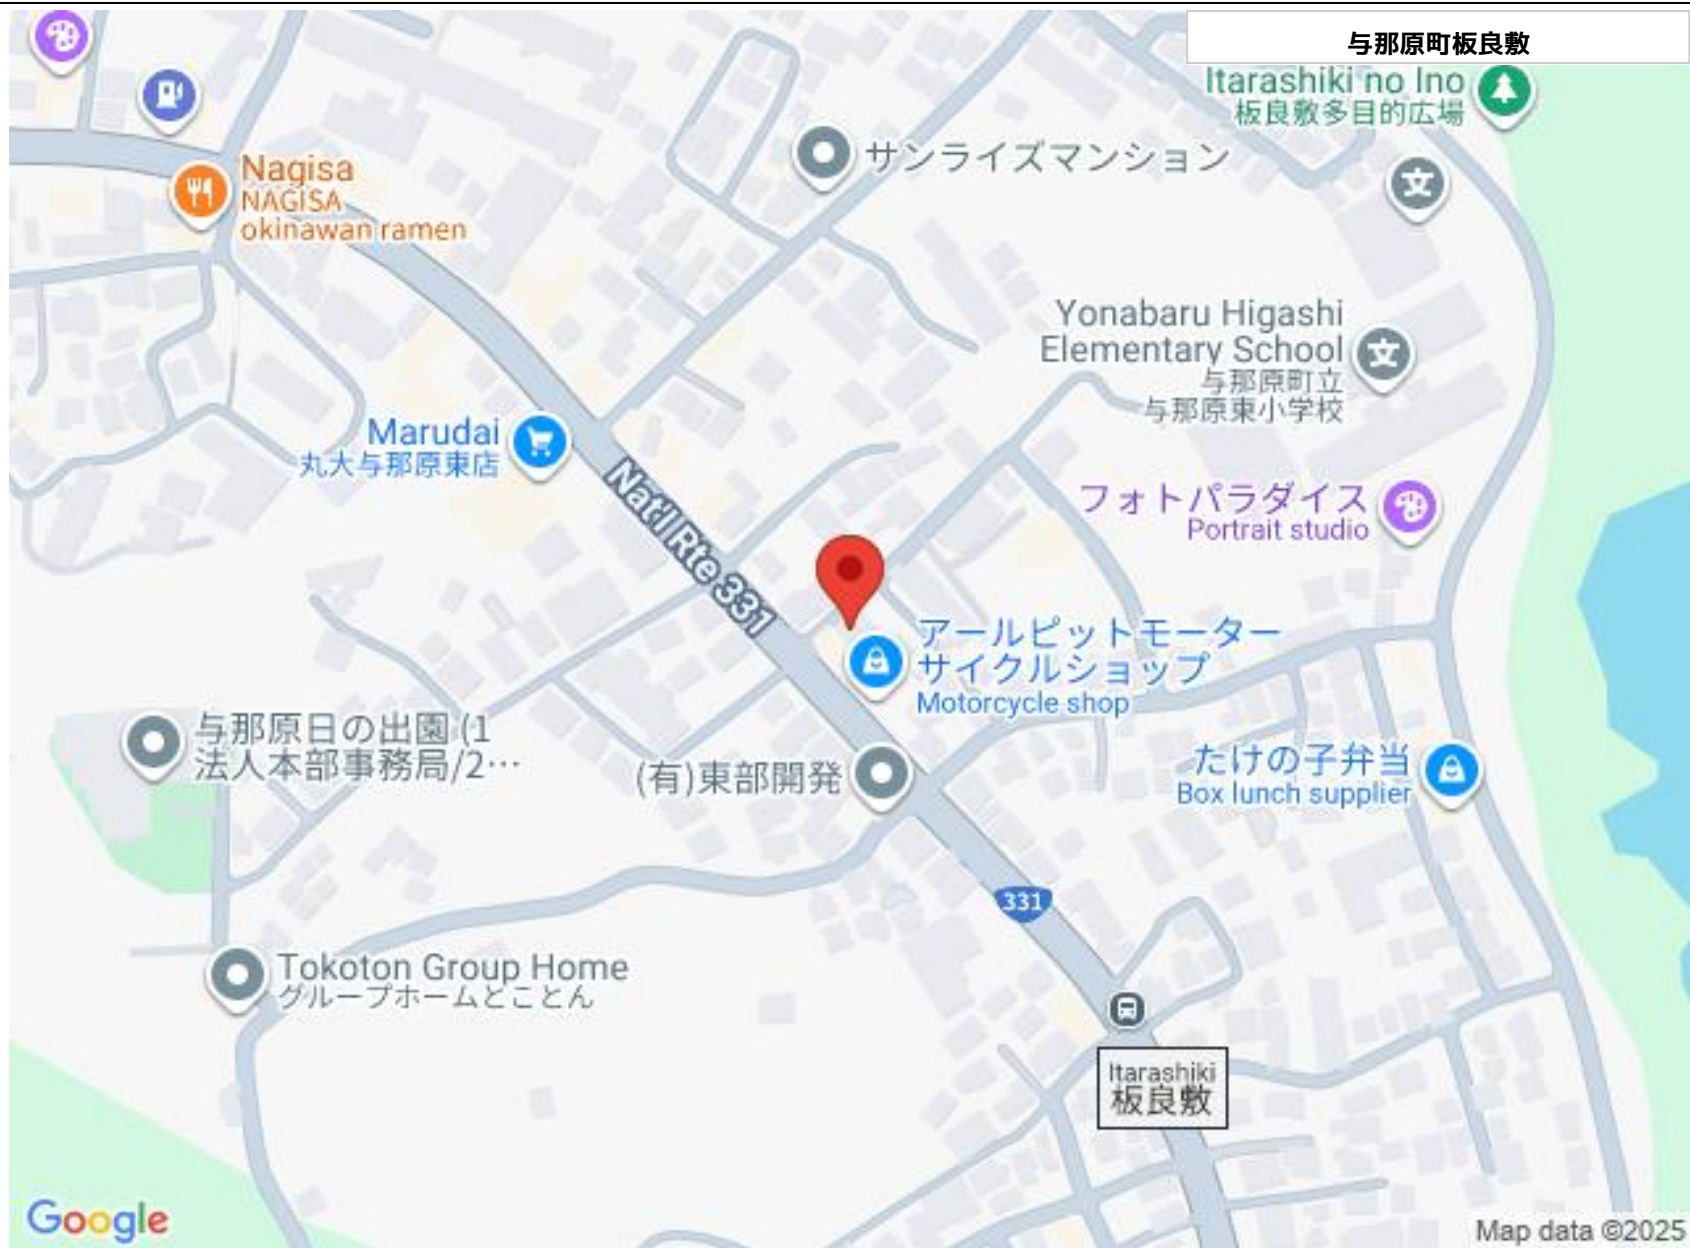 与那原町板良敷
Itarashiki no Ino
板良敷多目的広場
サンライズマンション
文
Nagisa
NAGISA
okinawan ramen
Yonabaru Higashi
Elementary School
与那原町立
与那原東小学校
文
Marudai
丸大与那原東店
Nat'l Rte 331
フォトパラダイス
Portrait studio
アールピットモーター
サイクルショップ
Motorcycle shop
与那原日の出園 (1
法人本部事務局/2…
(有)東部開発
たけの子弁当
Box lunch supplier
331
Tokoton Group Home
グループホームとことん
Itarashiki
板良敷
Google
Map data ©2025